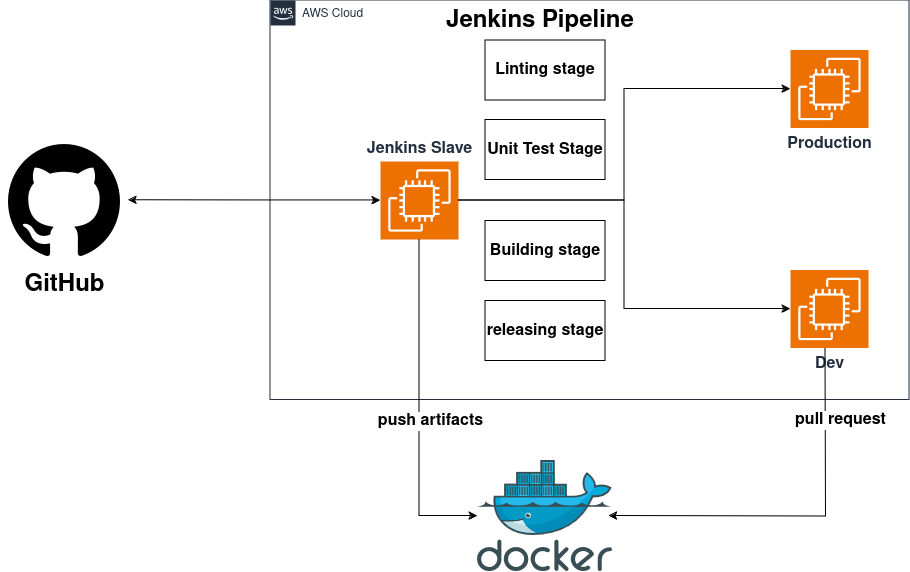 aws
AWS Cloud
Jenkins Pipeline
Linting stage
Jenkins Slave
Unit Test Stage
Production
GitHub
Building stage
releasing stage
Dev
push artifacts
pull request
docker